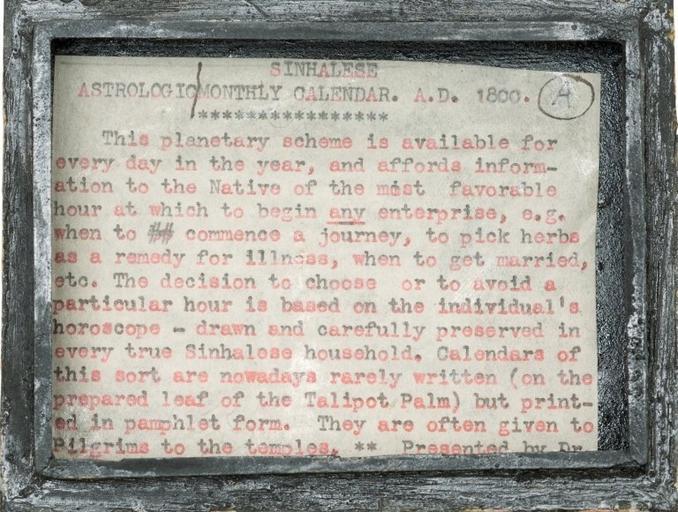 SINHALESE
ASTROLOGIC/MONTHLY CALENDAR. A.D. 1800. A
***************
This planetary scheme is available for
every day in the year, and affords inform-
ation to the Native of the most favorable
hour at which to begin any enterprise, e.g.
when to ## commence a journey, to pick herbs
as a remedy for illness, when to get married,
etc. The decision to choose or to avoid a
particular hour is based on the individual's
horoscope - drawn and carefully preserved in
every true Sinhalese household. Calendars of
this sort are nowadays rarely written (on the
prepared leaf of the Talipot Palm) but print-
ed in pamphlet form. They are often given to
Pilgrims to the temples. ** Presented by Dr.